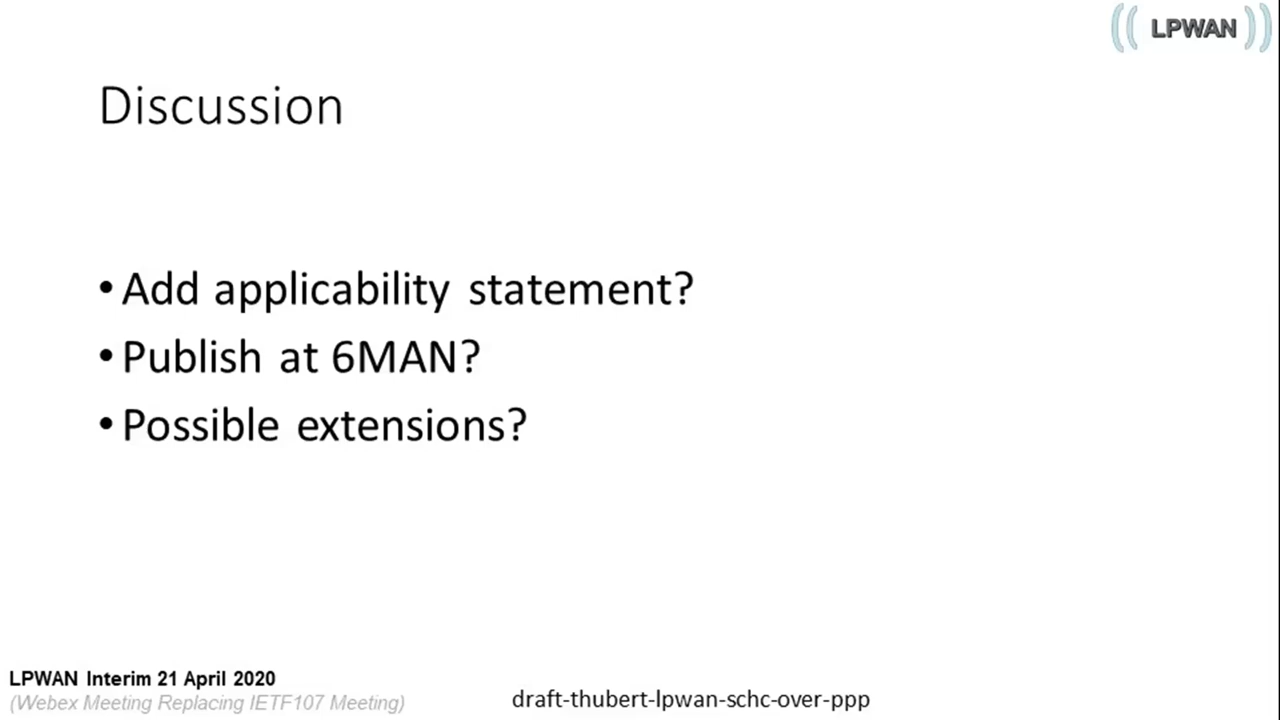 LPWAN
Discussion
• Add applicability statement?
• Publish at 6MAN?
• Possible extensions?
LPWAN Interim 21 April 2020
(Webex Meeting Replacing IETF107 Meeting)
draft-thubert-lpwan-schc-over-ppp